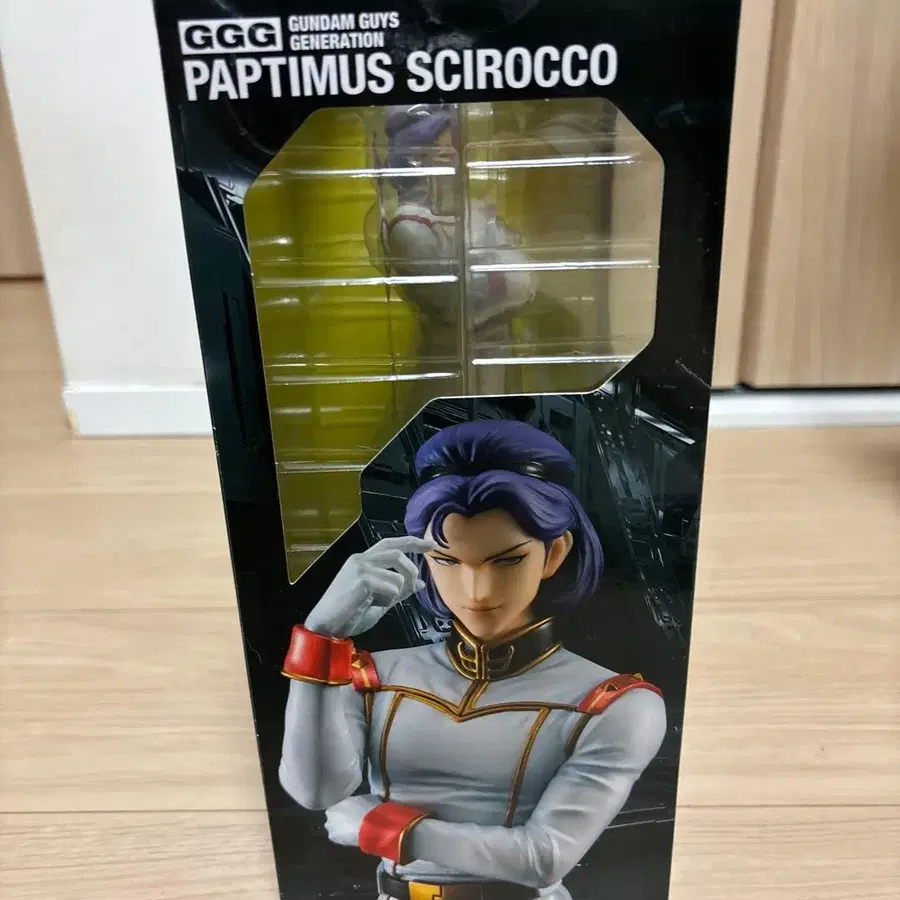 GGG GUNDAM GUYS
GENERATION
PAPTIMUS SCIROCCO